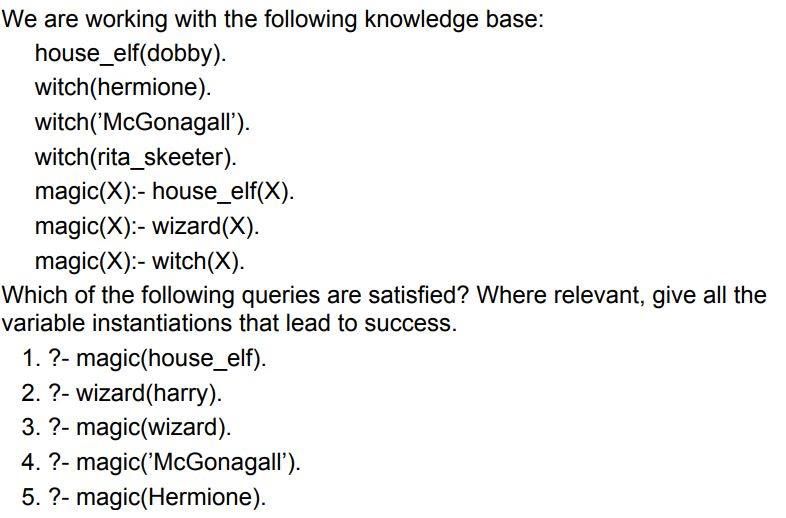 We are working with the following knowledge base:
house_elf(dobby).
witch(hermione).
witch(’McGonagall’).
witch(rita_skeeter).
magic(X):- house_elf(X).
magic(X):- wizard(X).
magic(X):- witch(X).
Which of the following queries are satisfied? Where relevant, give all the
variable instantiations that lead to success.
1. ?- magic(house_elf).
2. ?- wizard(harry).
3. ?- magic(wizard).
4. ?- magic(’McGonagall’).
5. ?- magic(Hermione).